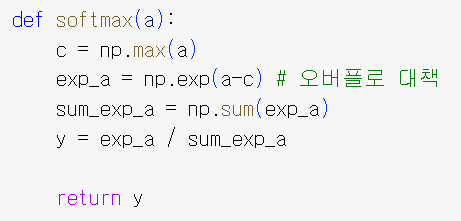 def softmax(a):
    c = np.max(a)
    exp_a = np.exp(a-c) # 오버플로 대책
    sum_exp_a = np.sum(exp_a)
    y = exp_a / sum_exp_a

    return y